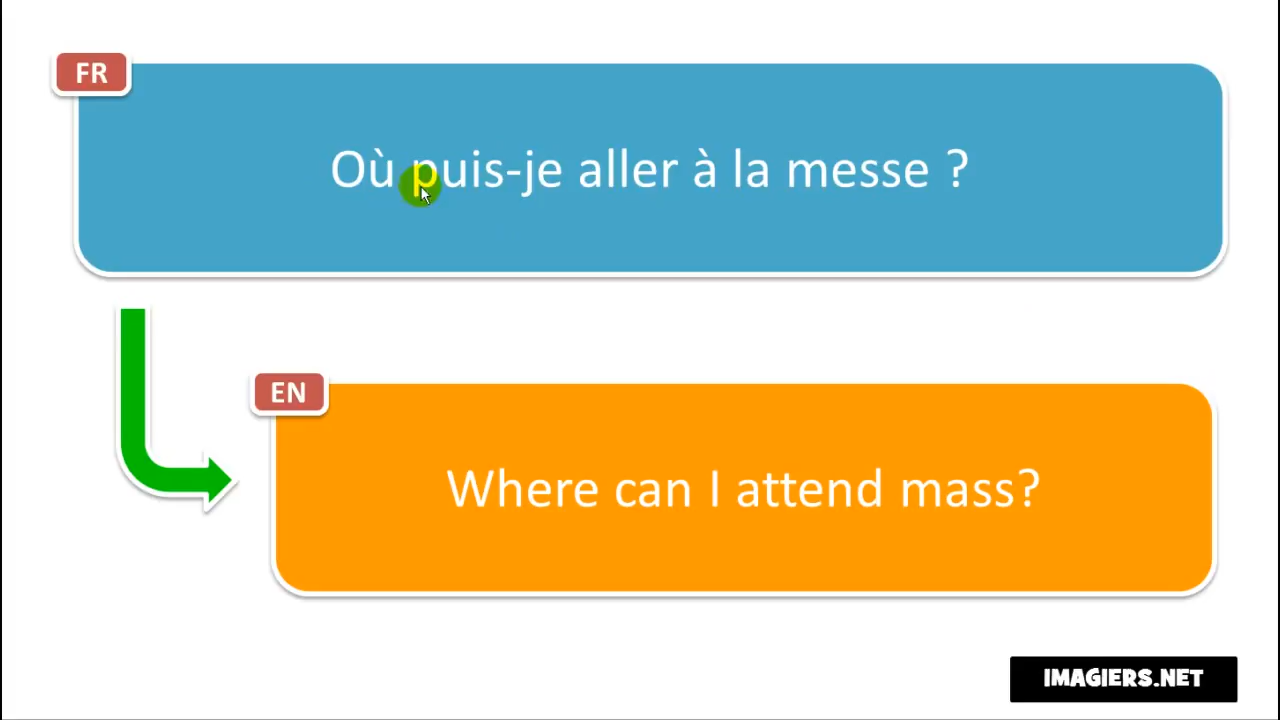 FR
Où puis-je aller à la messe ?
EN
Where can I attend mass?
IMAGIERS.NET